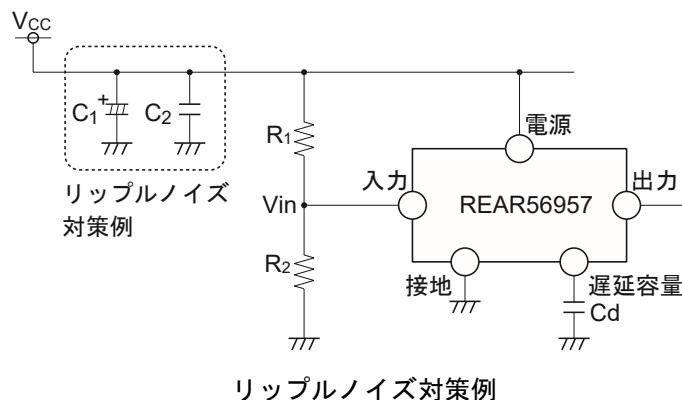 VCC
C1
+
C2
リップルノイズ
対策例
R1
Vin
R2
電源
入力
REAR56957
出力
接地
遅延容量
Cd
リップルノイズ対策例